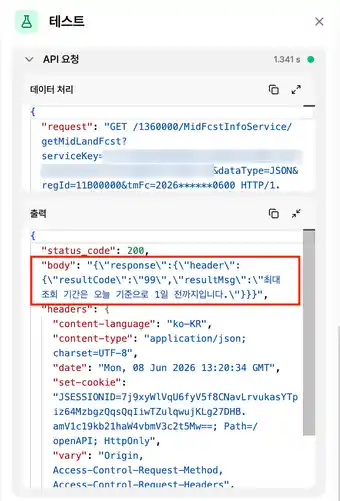 테스트
API 요청
1.341 s
데이터 처리
{
"request": "GET /1360000/MidFcstInfoService/
getMidLandFcst?
serviceKey=
&dataType=JSON&
regId=11B00000&tmFc=2026******0600 HTTP/1.
출력
{
"status_code": 200,
"body": "{\"response\":{\"header\":
{\"resultCode\":\"99\",\"resultMsg\":\"최대
조회 기간은 오늘 기준으로 1일 전까지입니다.\"}}}",
"headers": {
"content-language": "ko-KR",
"content-type": "application/json;
charset=UTF-8",
"date": "Mon, 08 Jun 2026 13:20:34 GMT",
"set-cookie":
"JSESSIONID=7j9xyWlVqU6fyV5f8CNavLrvukasYTp
iz64MzbgzQqsQqIiwTZulqwujKLg27DHB.
amV1c19kb21haW4vbmV3c2t5Mw==; Path=/
openAPI; HttpOnly",
"vary": "Origin,
Access-Control-Request-Method,
Access-Control-Request-Headers",